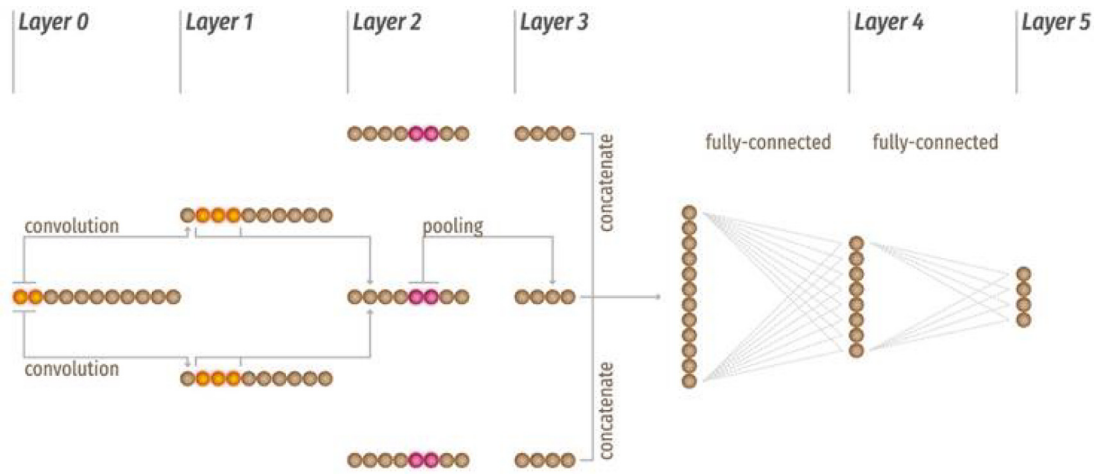 Layer 0
Layer 1
Layer 2
Layer 3
Layer 4
Layer 5
fully-connected
fully-connected
concatenate
convolution
pooling
convolution
concatenate